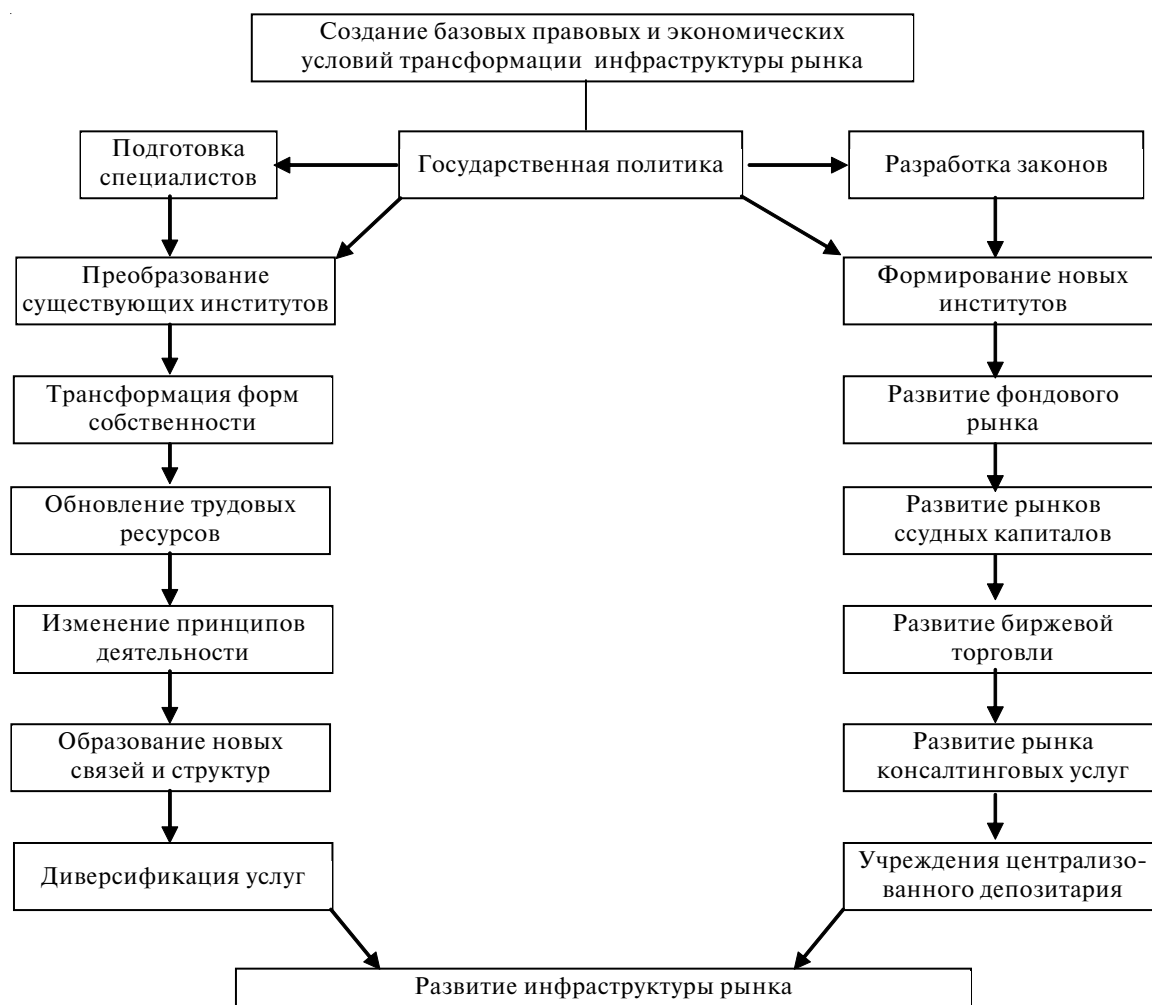 Создание базовых правовых и экономических
условий трансформации инфраструктуры рынка
Подготовка
специалистов
Государственная политика
Разработка законов
Преобразование
существующих институтов
Формирование новых
институтов
Трансформация форм
собственности
Развитие фондового
рынка
Обновление трудовых
ресурсов
Развитие рынков
ссудных капиталов
Изменение принципов
деятельности
Развитие биржевой
торговли
Образование новых
связей и структур
Развитие рынка
консалтинговых услуг
Диверсификация услуг
Учреждения централизо-
ванного депозитария
Развитие инфраструктуры рынка